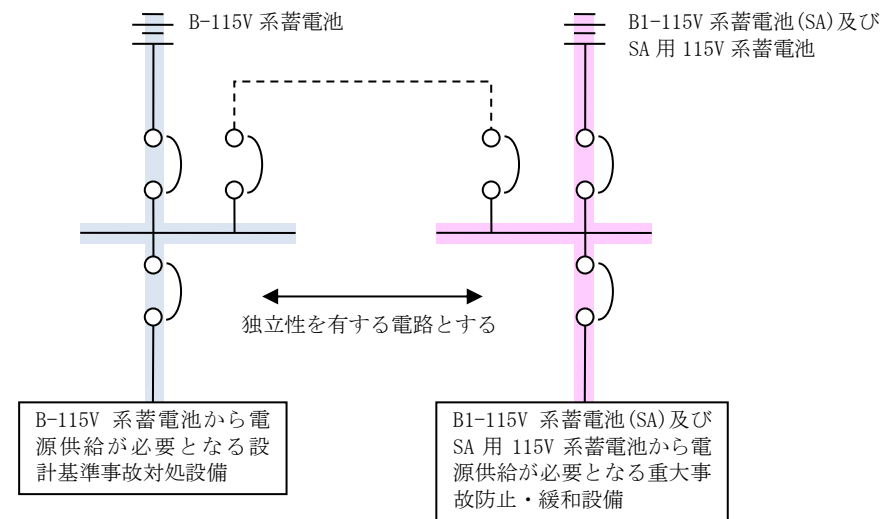 B-115V 系蓄電池
B1-115V 系蓄電池(SA)及び
SA 用 115V 系蓄電池
独立性を有する電路とする
B-115V 系蓄電池から電
源供給が必要となる設
計基準事故対処設備
B1-115V 系蓄電池(SA)及び
SA 用 115V 系蓄電池から電
源供給が必要となる重大事
故防止・緩和設備